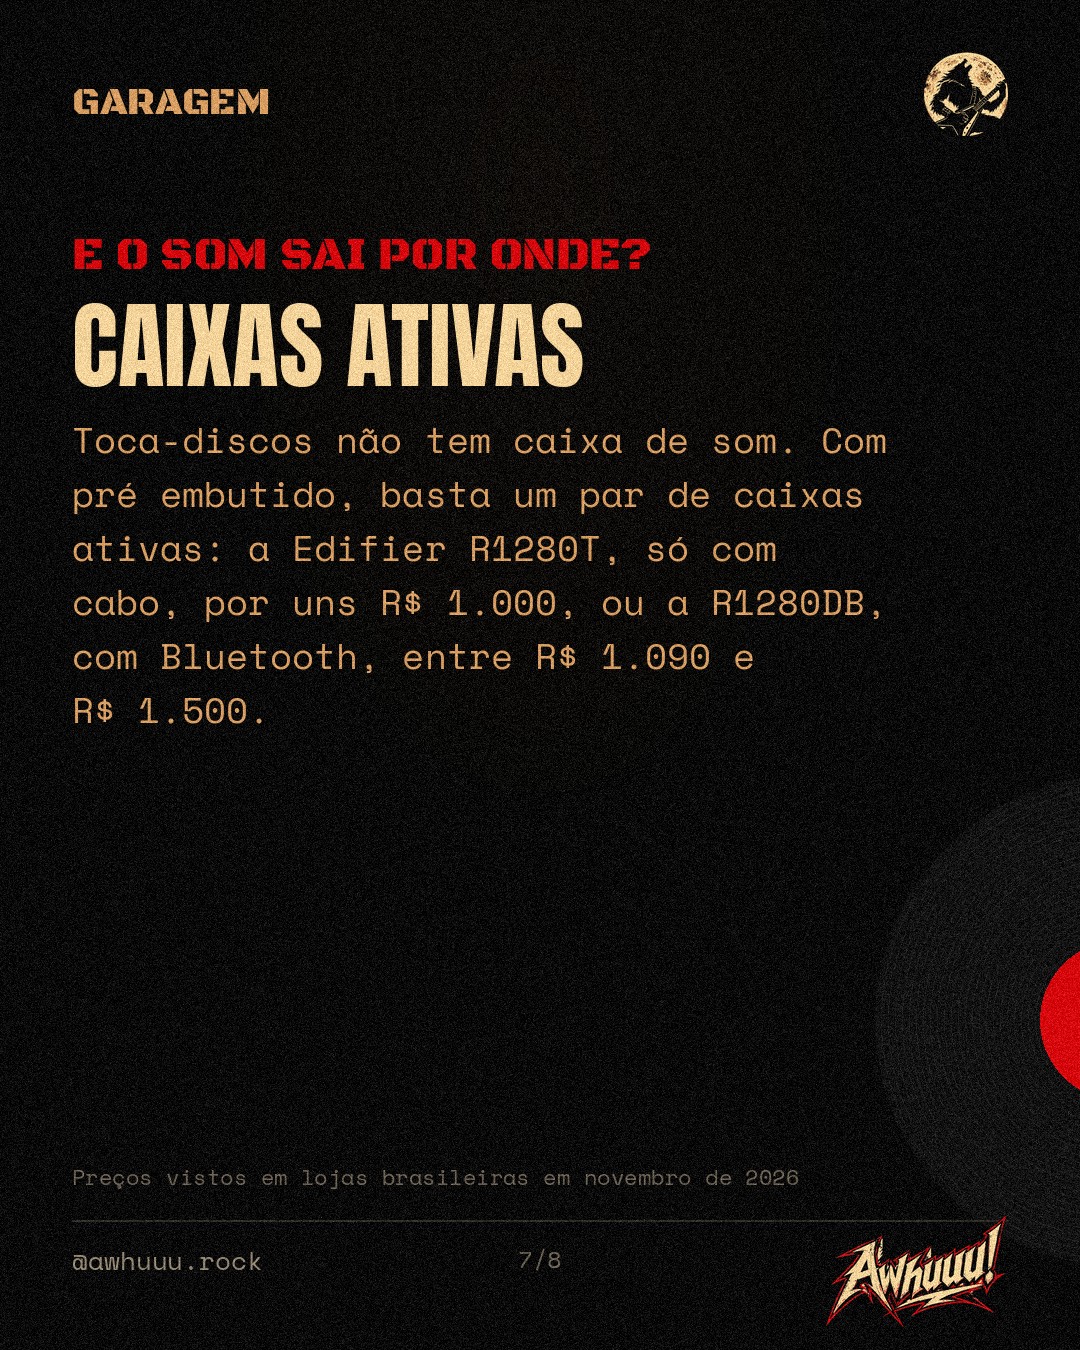 GARAGEM
E O SOM SAI POR ONDE?
CAIXAS ATIVAS
Toca-discos não tem caixa de som. Com
pré embutido, basta um par de caixas
ativas: a Edifier R1280T, só com
cabo, por uns R$ 1.000, ou a R1280DB,
com Bluetooth, entre R$ 1.090 e
R$ 1.500.
Preços vistos em lojas brasileiras em novembro de 2026
@awhuuu.rock
7/8
Awhuuu!